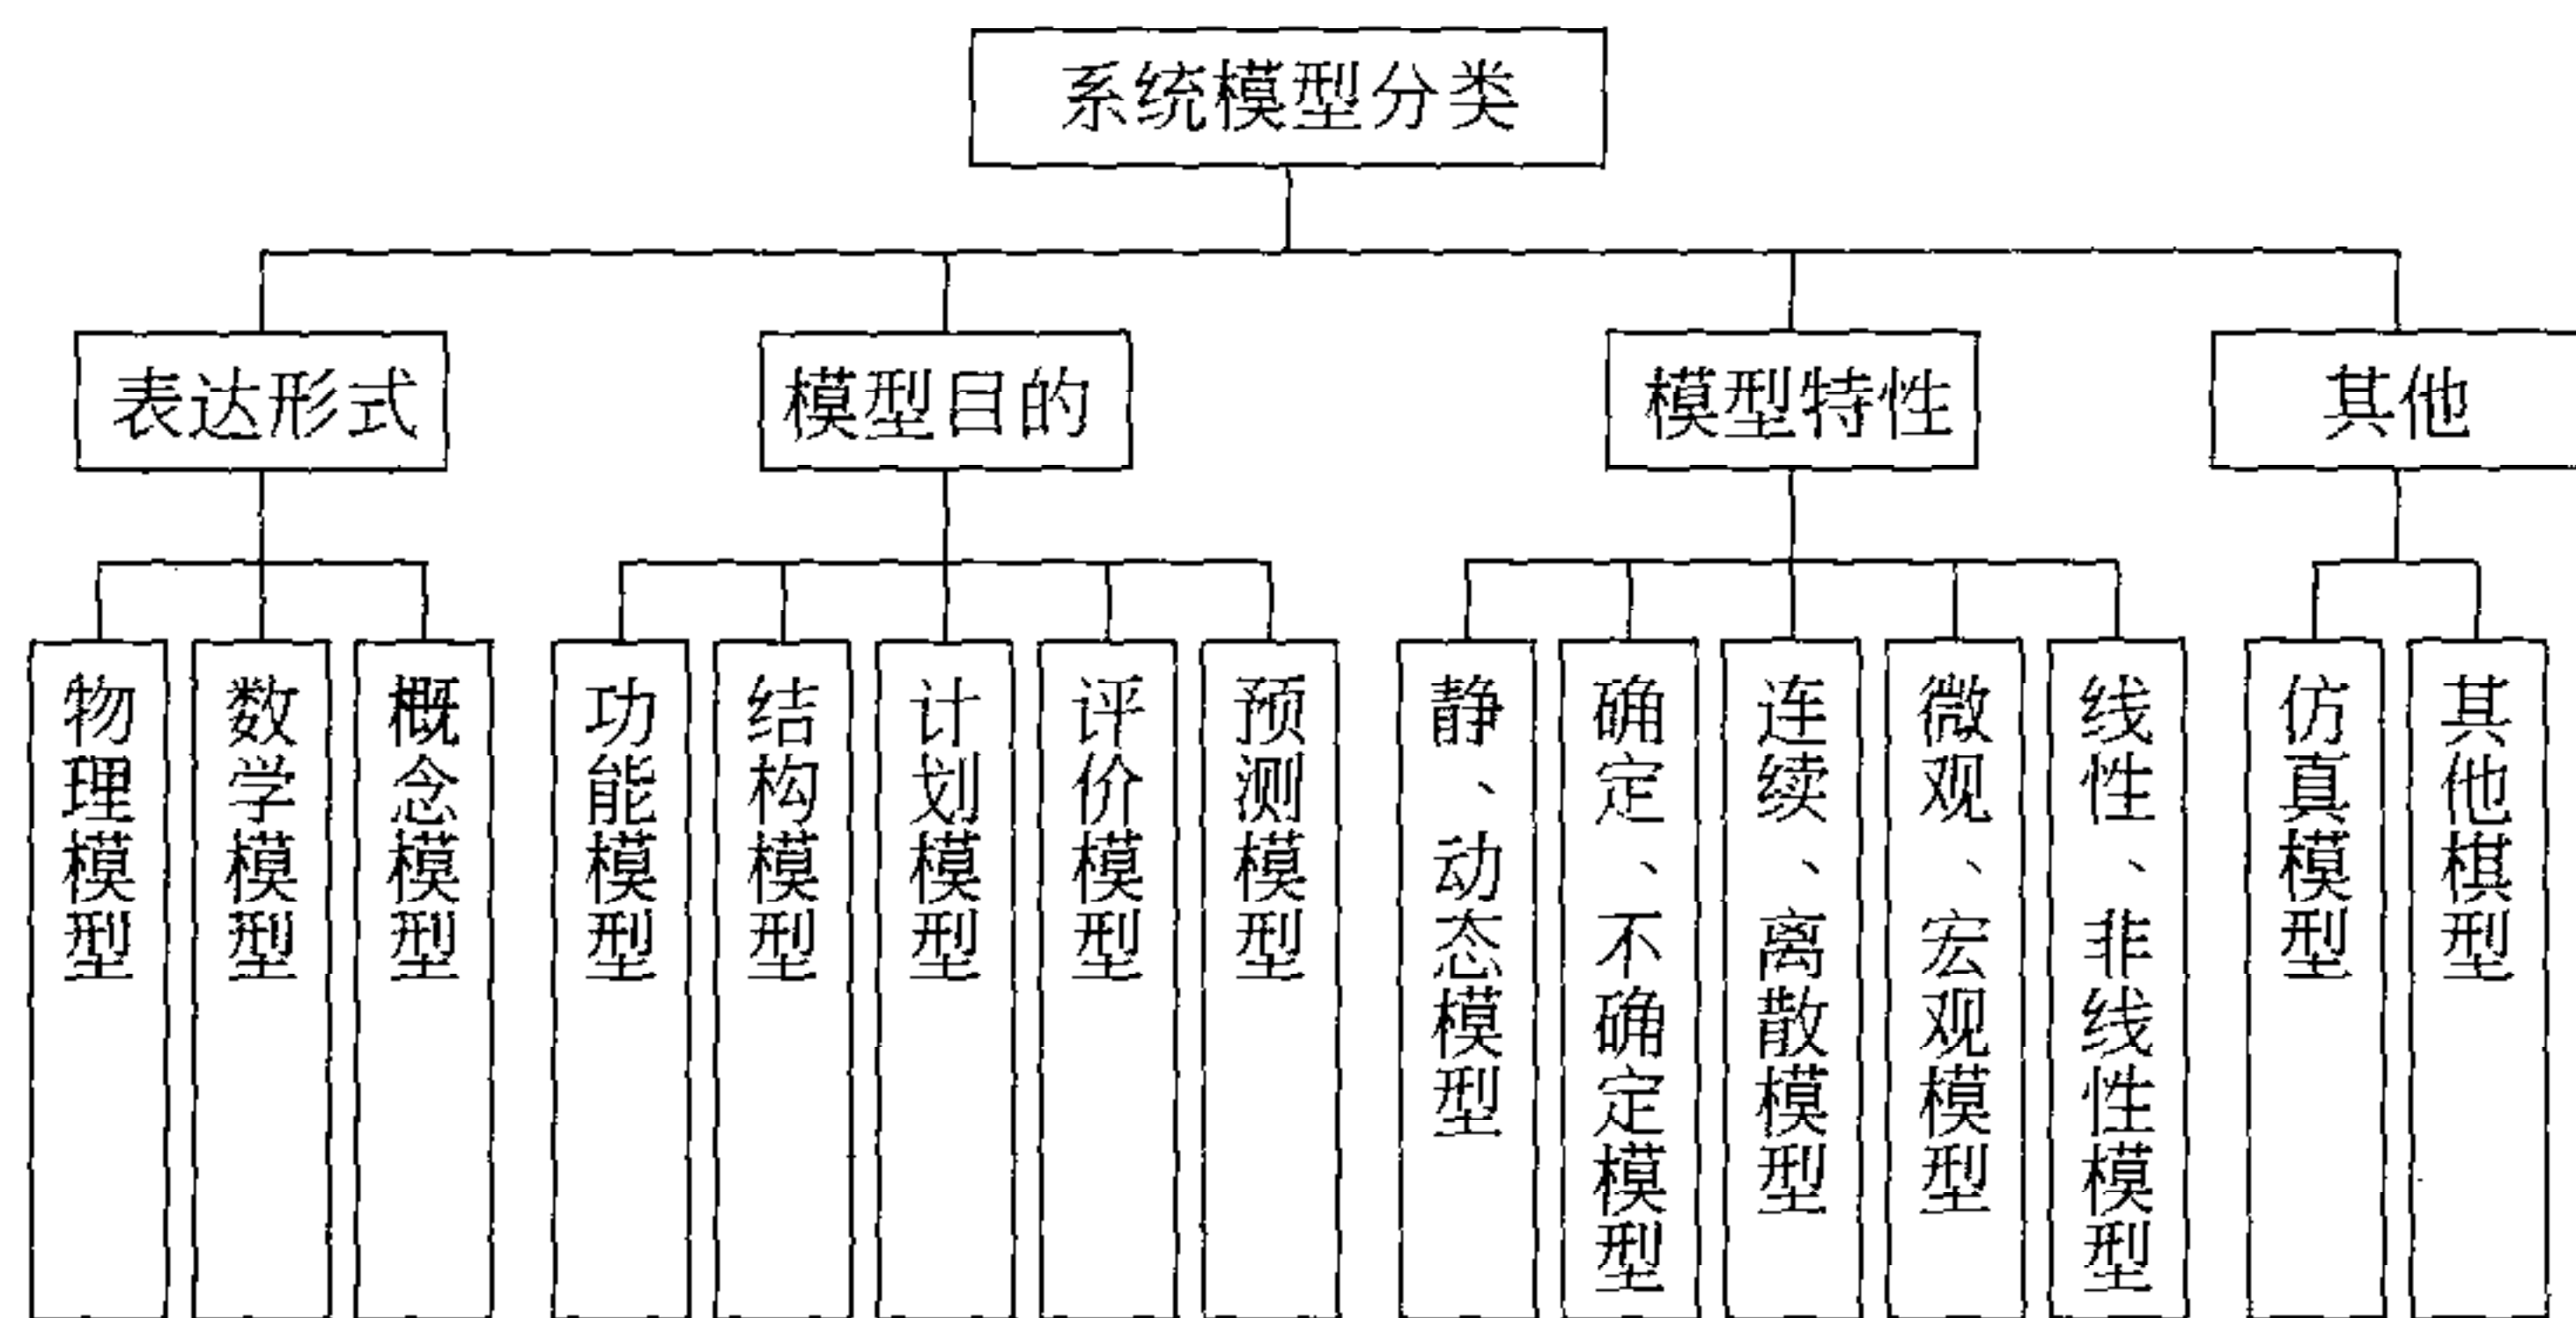 系统模型分类
表达形式
模型目的
模型特性
其他
物理模型
数学模型
概念模型
功能模型
结构模型
计划模型
评价模型
预测模型
静、动态模型
确定、不确定模型
连续、离散模型
微观、宏观模型
线性、非线性模型
仿真模型
其他棋型